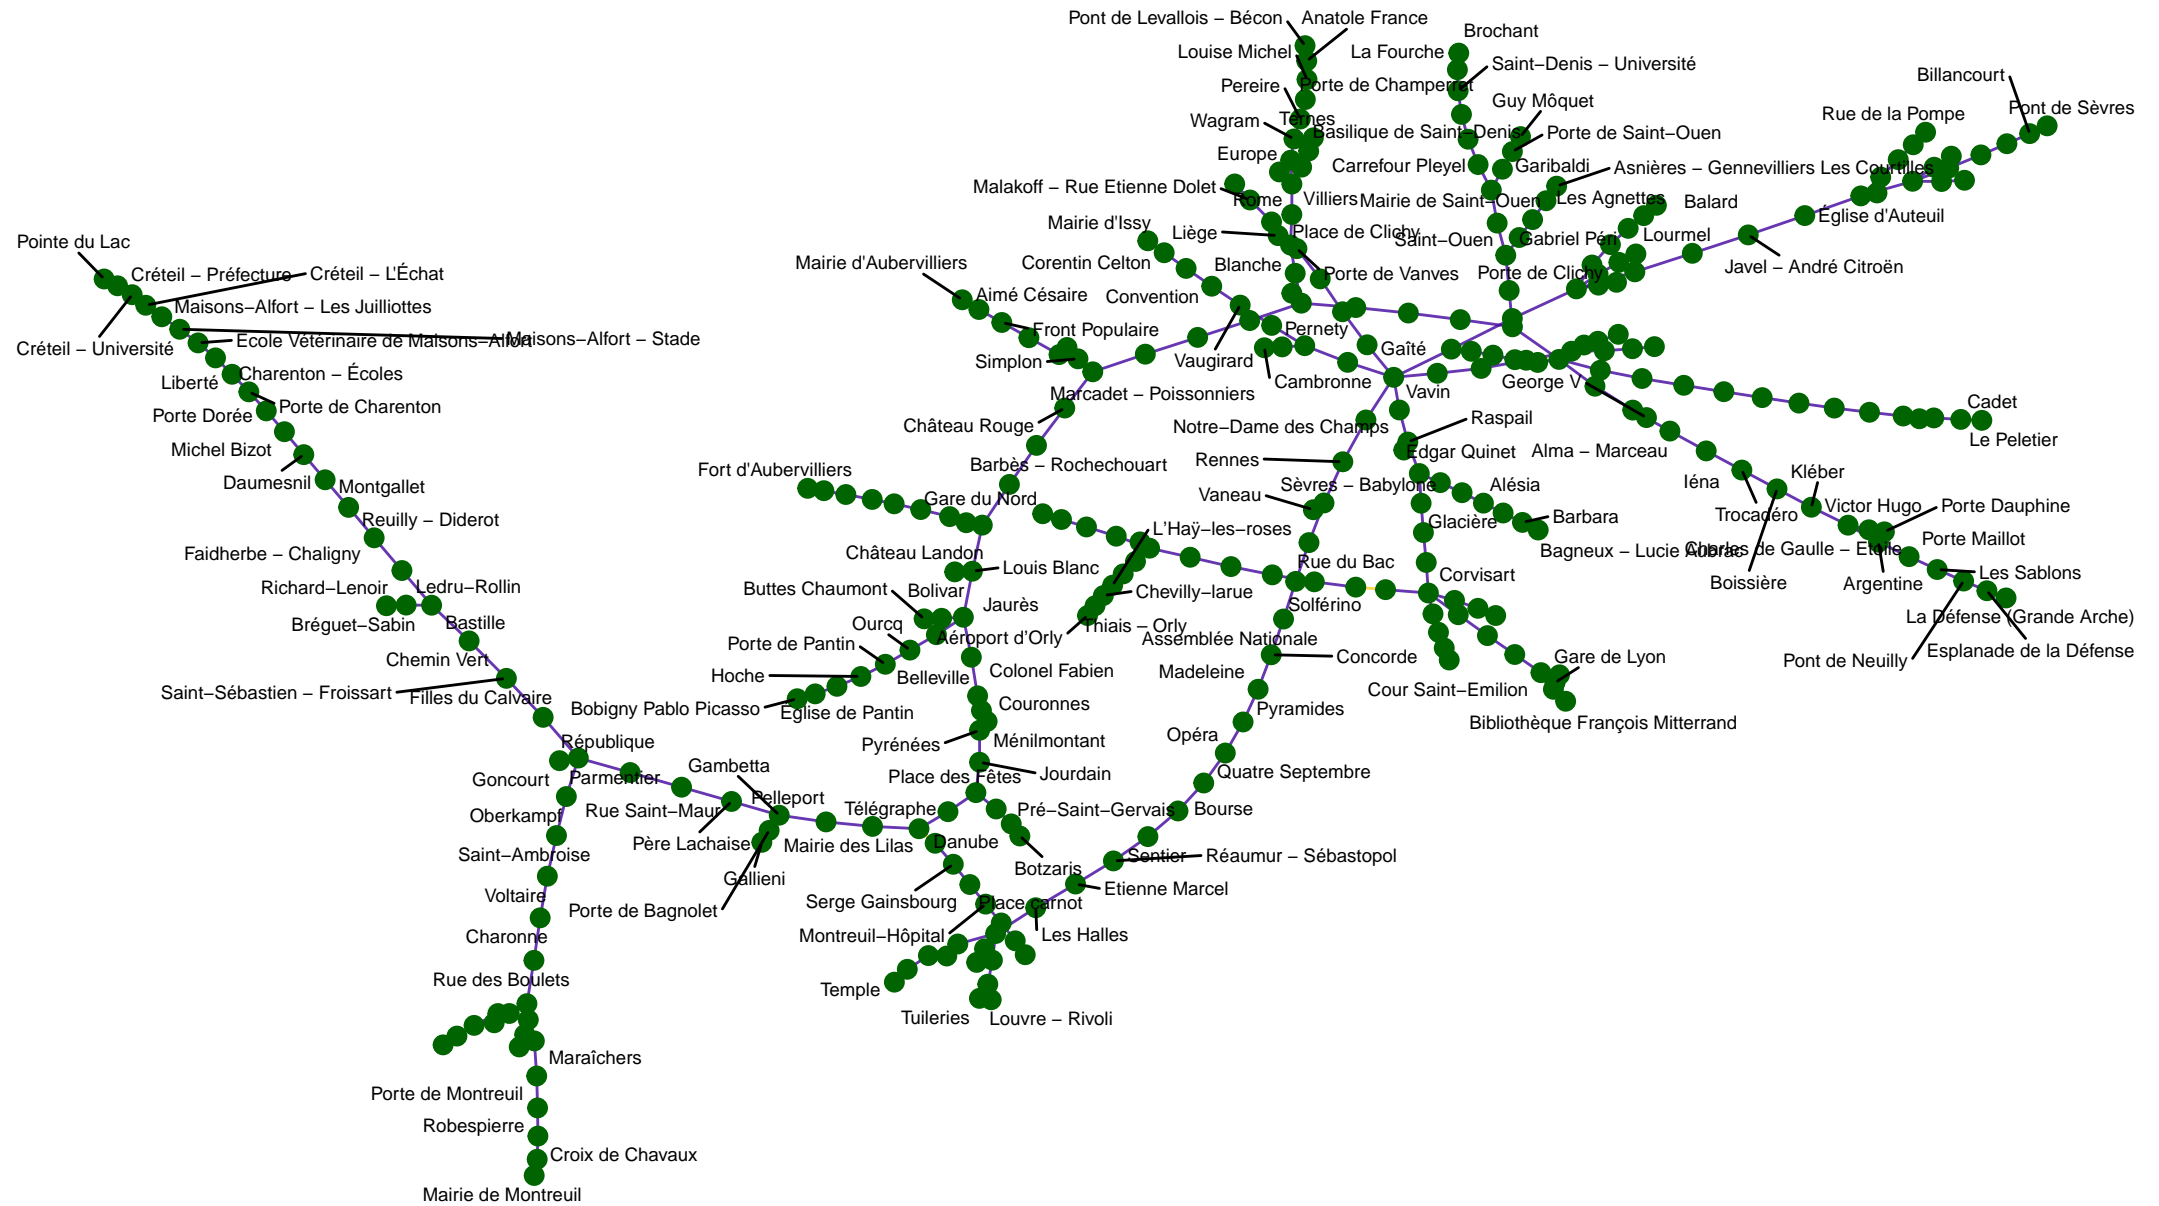 Pont de Levallois – Bécon
Anatole France
Brochant
Louise Michel
La Fourche
Saint–Denis – Université
Billancourt
Pereire
Porte de Champerret
Guy Môquet
Rue de la Pompe
Pont de Sèvres
Wagram
Ternes
Basilique de Saint–Denis
Porte de Saint–Ouen
Europe
Carrefour Pleyel
Garibaldi
Asnières – Gennevilliers Les Courtilles
Malakoff – Rue Etienne Dolet
Rome
Villiers
Mairie de Saint–Ouen
Les Agnettes
Balard
Mairie d'Issy
Liège
Place de Clichy
Saint–Ouen
Gabriel Péri
Lourmel
Église d'Auteuil
Pointe du Lac
Créteil – Préfecture
Créteil – L'Échat
Mairie d'Aubervilliers
Corentin Celton
Blanche
Porte de Vanves
Porte de Clichy
Javel – André Citroën
Maisons–Alfort – Les Juilliottes
Aimé Césaire
Convention
Créteil – Université
École Vétérinaire de Maisons–Alfort
Maisons–Alfort – Stade
Front Populaire
Pernety
Simplon
Vaugirard
Gaîté
Liberté
Charenton – Écoles
Cambronne
Vavin
George V
Porte Dorée
Porte de Charenton
Marcadet – Poissonniers
Cadet
Château Rouge
Notre–Dame des Champs
Raspail
Le Peletier
Michel Bizot
Barbès – Rochechouart
Rennes
Edgar Quinet
Alma – Marceau
Daumesnil
Montgallet
Fort d'Aubervilliers
Gare du Nord
Vaneau
Sèvres – Babylone
Alésia
Iéna
Kléber
Reuilly – Diderot
L'Haÿ–les–roses
Glacière
Barbara
Trocadéro
Victor Hugo
Porte Dauphine
Faidherbe – Chaligny
Château Landon
Louis Blanc
Rue du Bac
Bagneux – Lucie Aubrac
Charles de Gaulle – Etoile
Porte Maillot
Richard–Lenoir
Ledru–Rollin
Buttes Chaumont
Bolivar
Chevilly–larue
Corvisart
Boissière
Argentine
Les Sablons
Bréguet–Sabin
Bastille
Ourcq
Jaurès
Solférino
La Défense (Grande Arche)
Porte de Pantin
Aéroport d'Orly
Thiais – Orly
Assemblée Nationale
Chemin Vert
Hoche
Belleville
Colonel Fabien
Madeleine
Concorde
Gare de Lyon
Pont de Neuilly
Esplanade de la Défense
Saint–Sébastien – Froissart
Filles du Calvaire
Bobigny Pablo Picasso
Église de Pantin
Couronnes
Pyramides
Cour Saint–Emilion
Bibliothèque François Mitterrand
République
Pyrénées
Ménilmontant
Opéra
Goncourt
Parmentier
Gambetta
Place des Fêtes
Jourdain
Quatre Septembre
Oberkampf
Rue Saint–Maur
Pelleport
Télégraphe
Pré–Saint–Gervais
Bourse
Saint–Ambroise
Père Lachaise
Mairie des Lilas
Danube
Botzaris
Sentier
Réaumur – Sébastopol
Voltaire
Gallieni
Serge Gainsbourg
Place carnot
Etienne Marcel
Porte de Bagnolet
Charonne
Montreuil–Hôpital
Les Halles
Rue des Boulets
Temple
Tuileries
Louvre – Rivoli
Maraîchers
Porte de Montreuil
Robespierre
Croix de Chavaux
Mairie de Montreuil